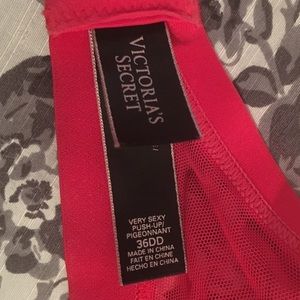 VICTORIA'S
SECRET
VERY SEXY
PUSH-UP/
PIGEONNANT
36DD
MADE IN CHINA
FAIT EN CHINE
HECHO EN CHINA